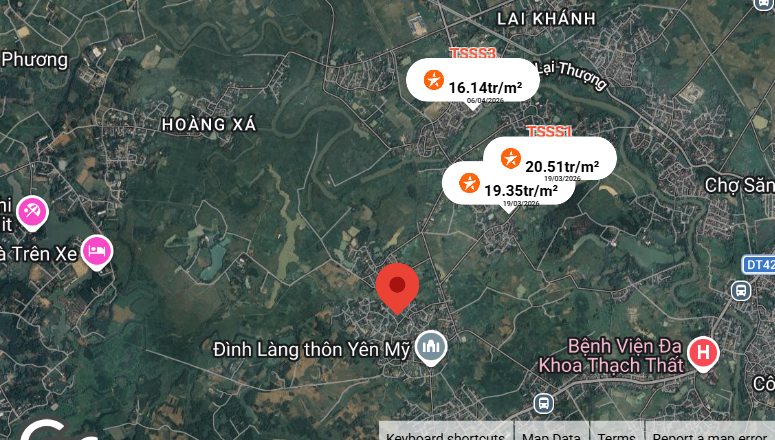 LAI KHÁNH
TSSS3
Phương
Lại Thượng
16.14tr/m²
06/04/2026
HOÀNG XÁ
TSSS1
20.51tr/m²
19/03/2026
19.35tr/m²
19/03/2026
Chợ Săn
it
à Trên Xe
DT42
Đình Làng thôn Yên Mỹ
Bệnh Viện Đa
Khoa Thạch Thất
H
Keyboard shortcuts
Map Data
Terms
Report a map error